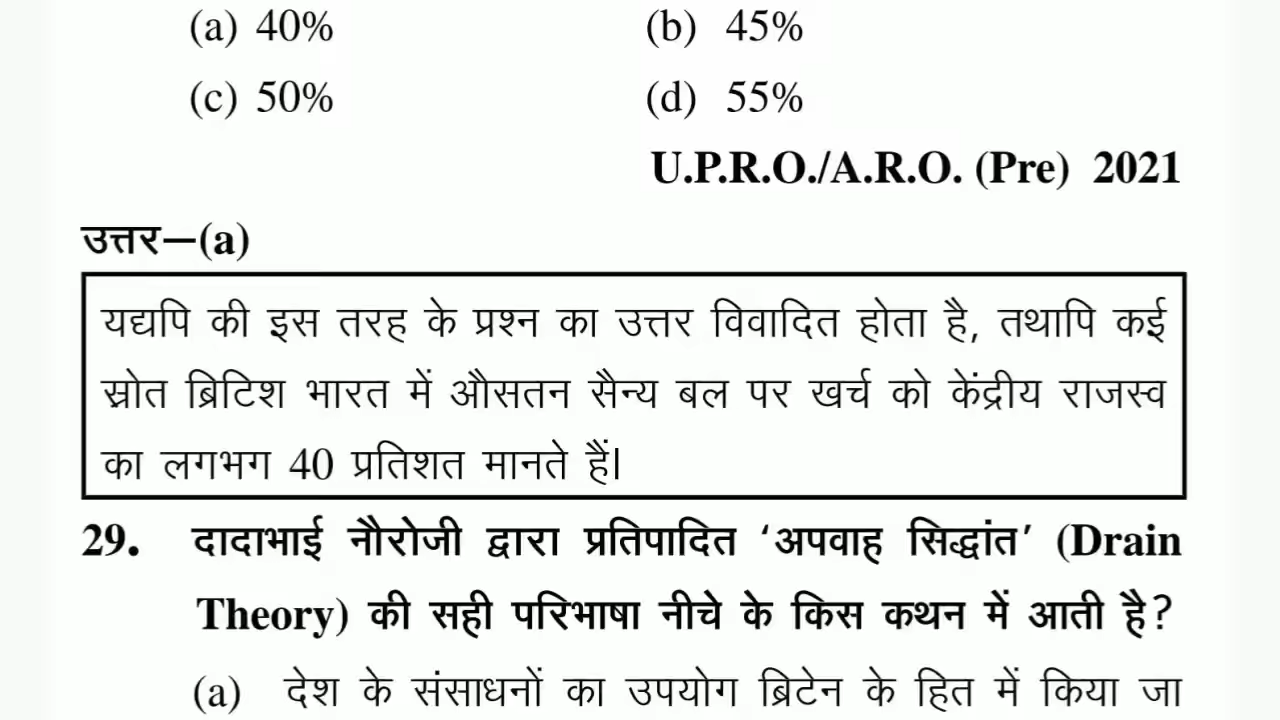 (a) 40% (b) 45%
(c) 50% (d) 55%
U.P.R.O./A.R.O. (Pre) 2021
उत्तर—(a)
यद्यपि की इस तरह के प्रश्न का उत्तर विवादित होता है, तथापि कई
स्रोत ब्रिटिश भारत में औसतन सैन्य बल पर खर्च को केंद्रीय राजस्व
का लगभग 40 प्रतिशत मानते हैं।
29. दादाभाई नौरोजी द्वारा प्रतिपादित ‘अपवाह सिद्धांत’ (Drain
Theory) की सही परिभाषा नीचे के किस कथन में आती है?
(a) देश के संसाधनों का उपयोग ब्रिटेन के हित में किया जा